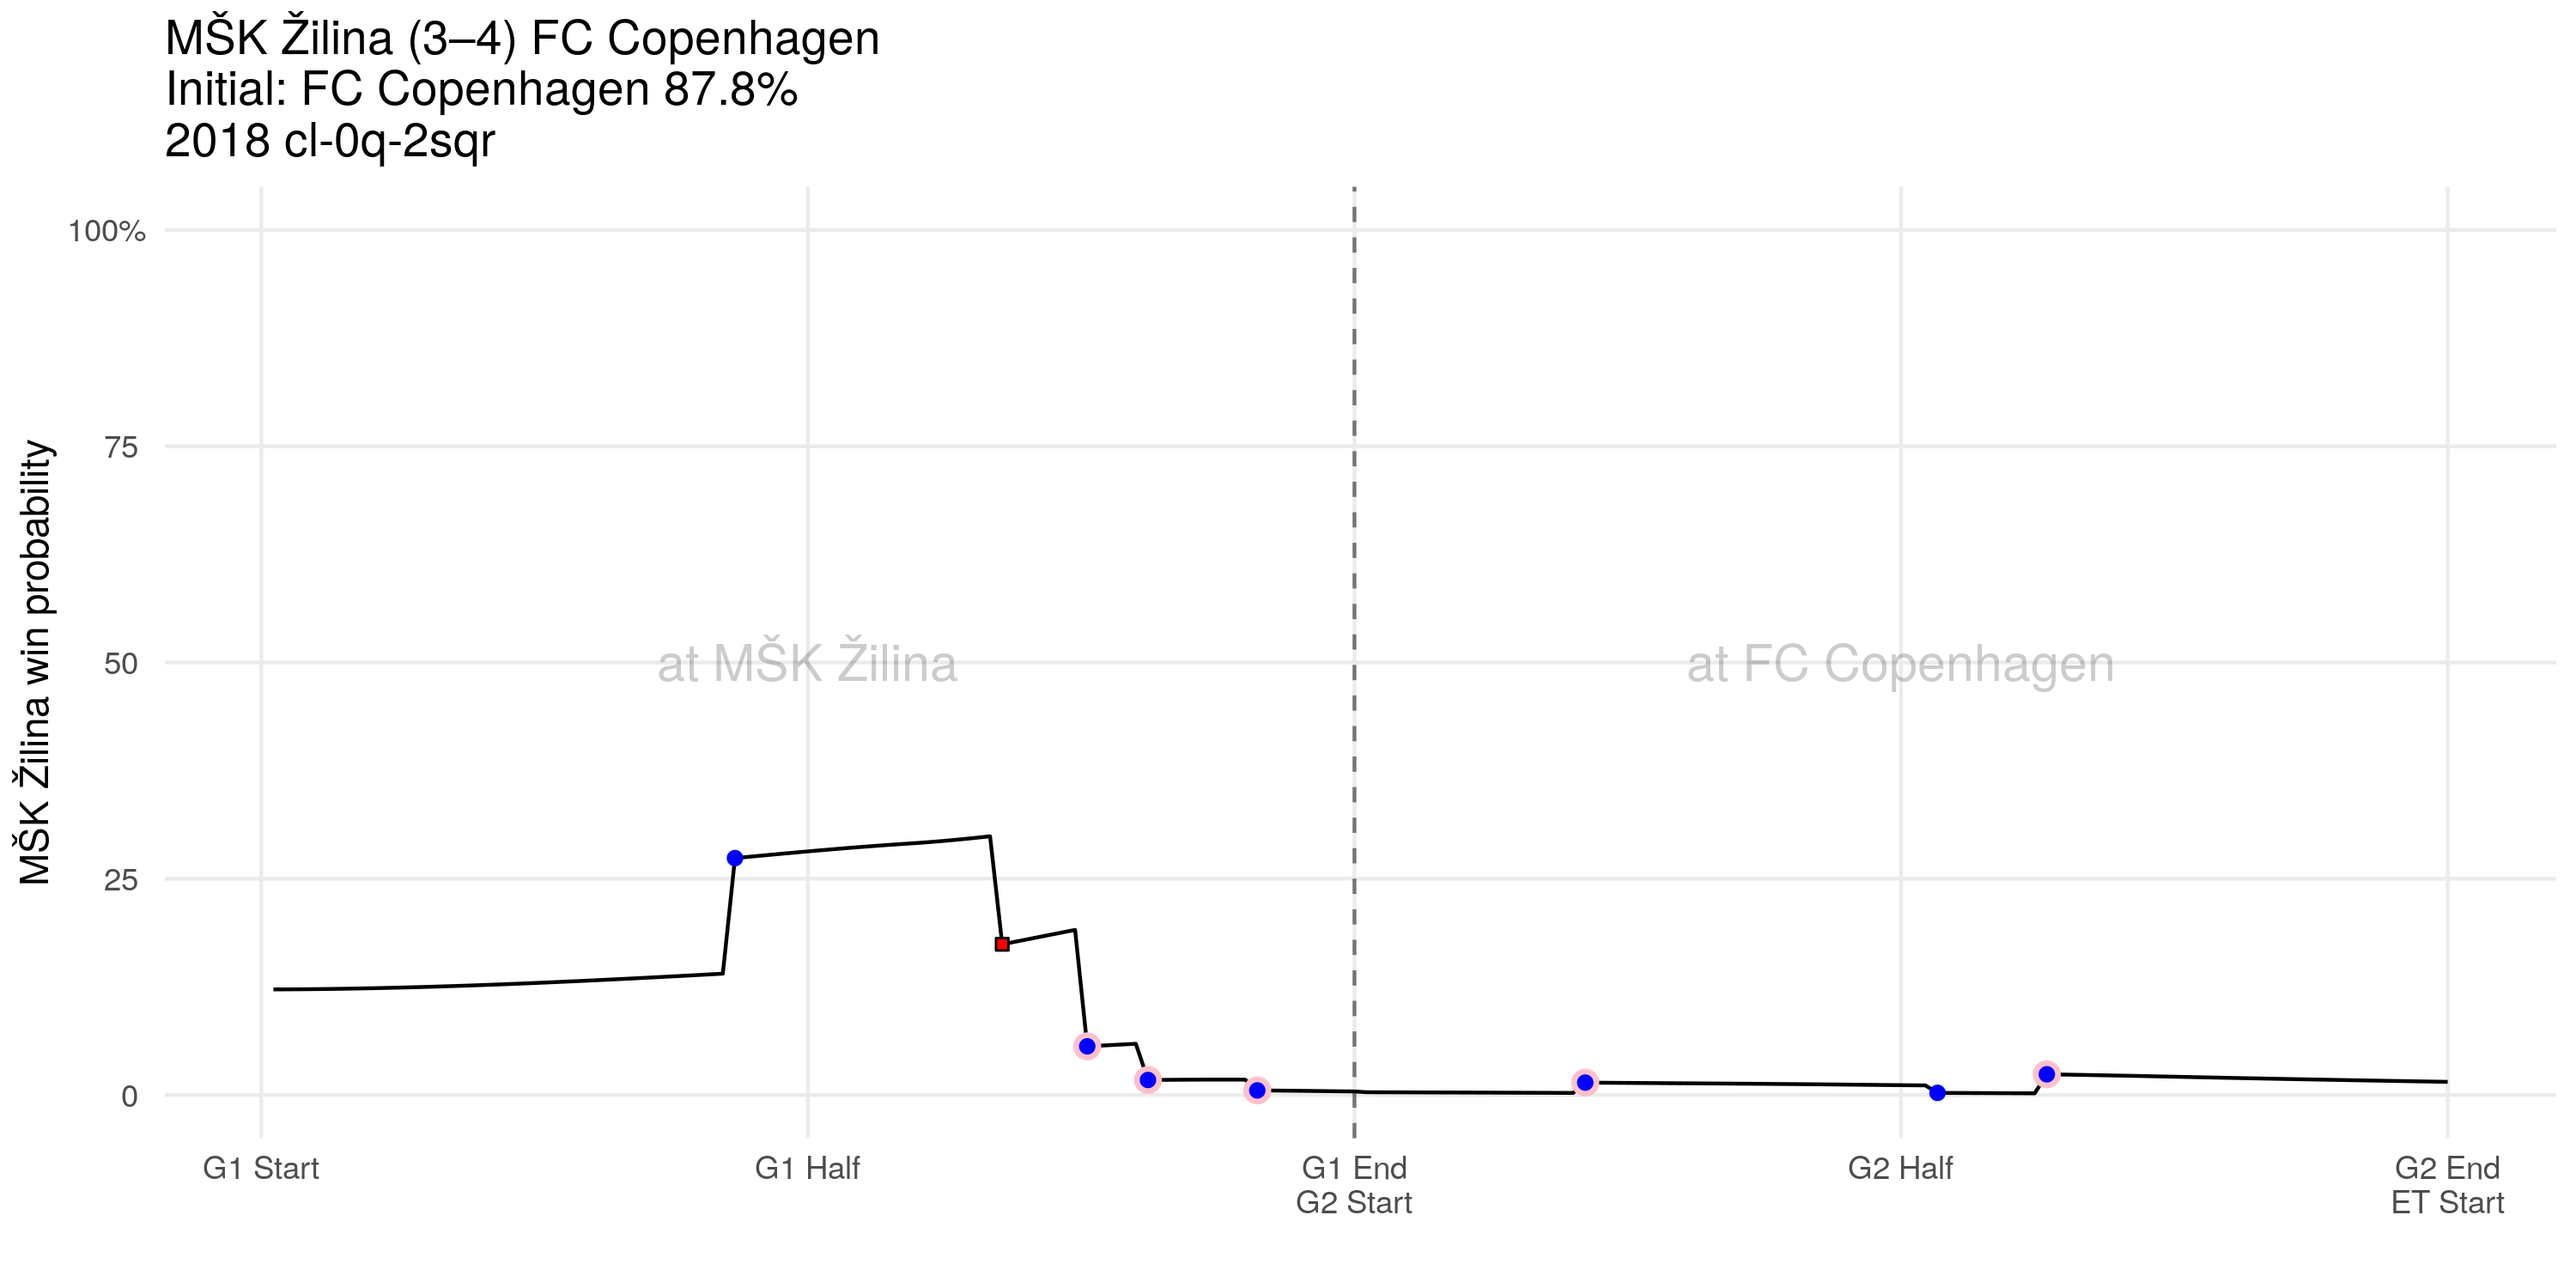 MŠK Žilina (3–4) FC Copenhagen
Initial: FC Copenhagen 87.8%
2018 cl-0q-2sqr
MŠK Žilina win probability
100%
75
50
25
0
at MŠK Žilina
at FC Copenhagen
G1 Start
G1 Half
G1 End
G2 Start
G2 Half
G2 End
ET Start